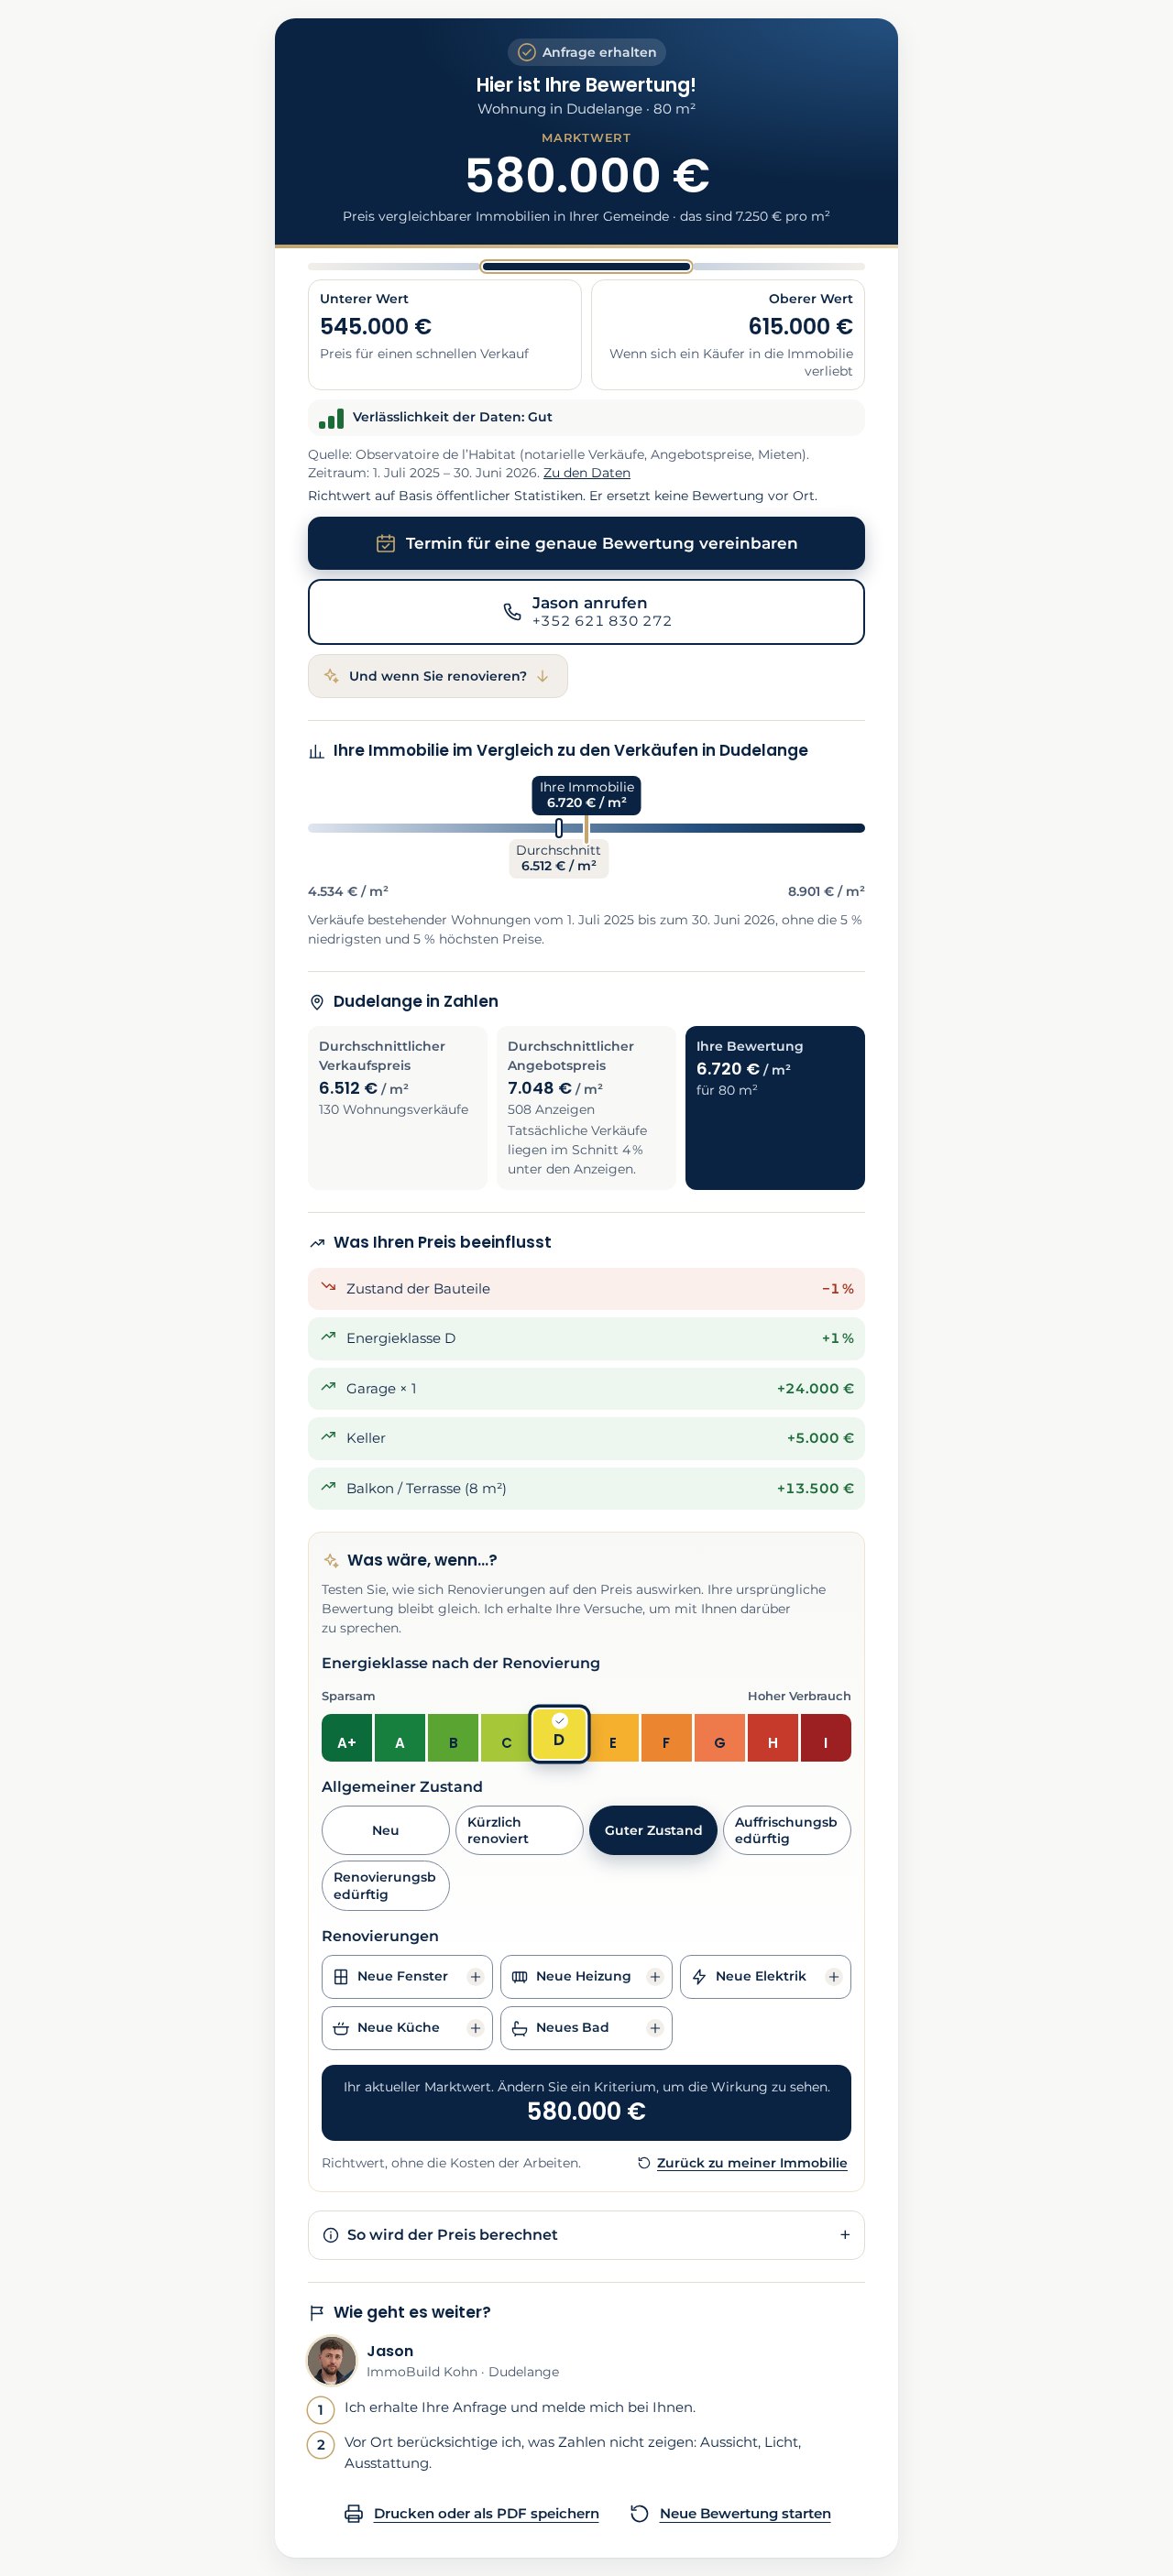 Anfrage erhalten
Hier ist Ihre Bewertung!
Wohnung in Dudelange · 80 m²
MARKTWERT
580.000 €
Preis vergleichbarer Immobilien in Ihrer Gemeinde · das sind 7.250 € pro m²
Unterer Wert
545.000 €
Preis für einen schnellen Verkauf
Oberer Wert
615.000 €
Wenn sich ein Käufer in die Immobilie
verliebt
Verlässlichkeit der Daten: Gut
Quelle: Observatoire de l’Habitat (notarielle Verkäufe, Angebotspreise, Mieten).
Zeitraum: 1. Juli 2025 – 30. Juni 2026. Zu den Daten
Richtwert auf Basis öffentlicher Statistiken. Er ersetzt keine Bewertung vor Ort.
Termin für eine genaue Bewertung vereinbaren
Jason anrufen
+352 621 830 272
Und wenn Sie renovieren?
Ihre Immobilie im Vergleich zu den Verkäufen in Dudelange
Ihre Immobilie
6.720 € / m²
Durchschnitt
6.512 € / m²
4.534 € / m²
8.901 € / m²
Verkäufe bestehender Wohnungen vom 1. Juli 2025 bis zum 30. Juni 2026, ohne die 5 %
niedrigsten und 5 % höchsten Preise.
Dudelange in Zahlen
Durchschnittlicher
Verkaufspreis
6.512 € / m²
130 Wohnungsverkäufe
Durchschnittlicher
Angebotspreis
7.048 € / m²
508 Anzeigen
Tatsächliche Verkäufe
liegen im Schnitt 4 %
unter den Anzeigen.
Ihre Bewertung
6.720 € / m²
für 80 m²
Was Ihren Preis beeinflusst
Zustand der Bauteile
−1 %
Energieklasse D
+1 %
Garage × 1
+24.000 €
Keller
+5.000 €
Balkon / Terrasse (8 m²)
+13.500 €
Was wäre, wenn…?
Testen Sie, wie sich Renovierungen auf den Preis auswirken. Ihre ursprüngliche
Bewertung bleibt gleich. Ich erhalte Ihre Versuche, um mit Ihnen darüber
zu sprechen.
Energieklasse nach der Renovierung
Sparsam
Hoher Verbrauch
A+ A B C D E F G H I
Allgemeiner Zustand
Neu
Kürzlich
renoviert
Guter Zustand
Auffrischungsb
edürftig
Renovierungsb
edürftig
Renovierungen
Neue Fenster
Neue Heizung
Neue Elektrik
Neue Küche
Neues Bad
Ihr aktueller Marktwert. Ändern Sie ein Kriterium, um die Wirkung zu sehen.
580.000 €
Richtwert, ohne die Kosten der Arbeiten.
Zurück zu meiner Immobilie
So wird der Preis berechnet
+
Wie geht es weiter?
Jason
ImmoBuild Kohn · Dudelange
1 Ich erhalte Ihre Anfrage und melde mich bei Ihnen.
2 Vor Ort berücksichtige ich, was Zahlen nicht zeigen: Aussicht, Licht,
Ausstattung.
Drucken oder als PDF speichern
Neue Bewertung starten